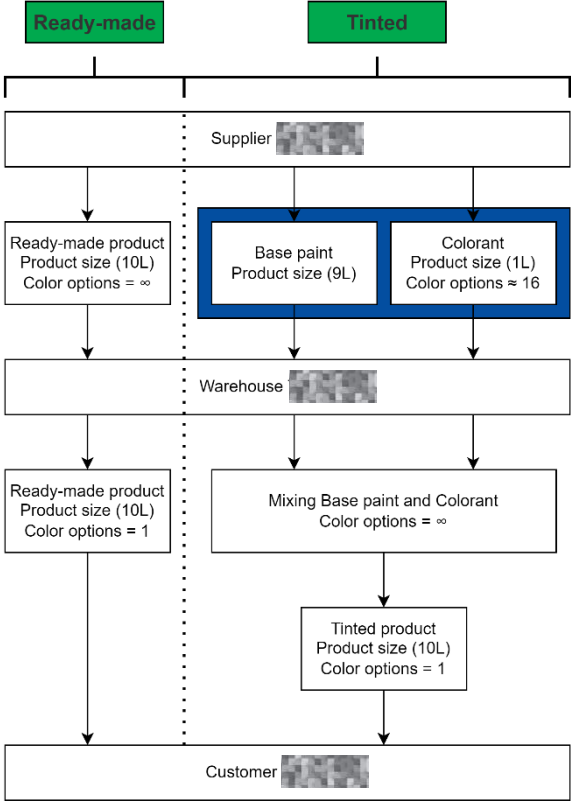 Ready-made
Tinted
Supplier
Ready-made product
Product size (10L)
Color options = ∞
Base paint
Product size (9L)
Colorant
Product size (1L)
Color options ≈ 16
Warehouse
Ready-made product
Product size (10L)
Color options = 1
Mixing Base paint and Colorant
Color options = ∞
Tinted product
Product size (10L)
Color options = 1
Customer